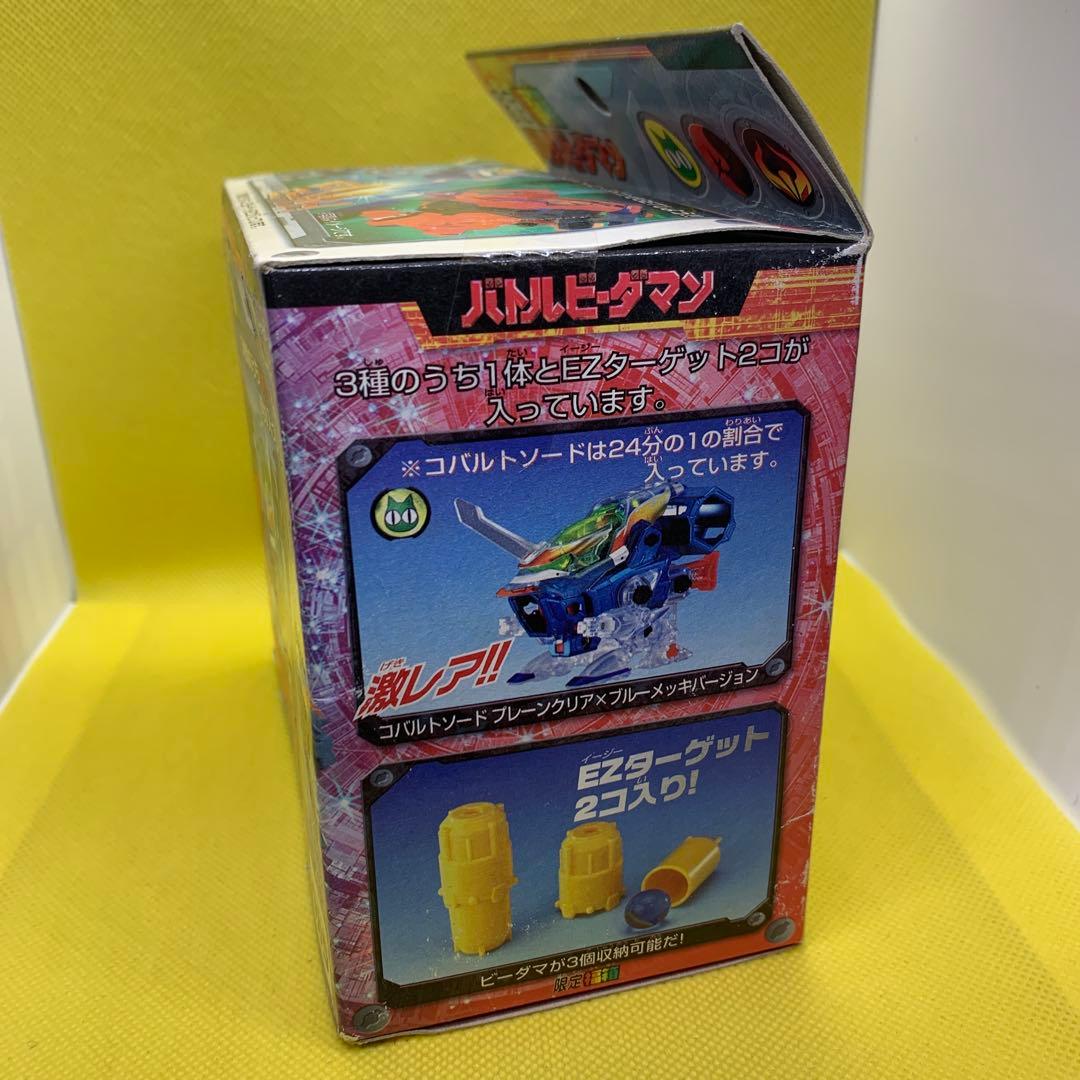 バトルビーダマン
3種のうち1体とEZターゲット2コが
入っています。
※コバルトソードは24分の1の割合で
入っています。
激レア!!
コバルトソード プレーンクリア×ブルーメッキバージョン
EZターゲット
2コ入り!
ビーダマが3個収納可能だ!
限定福箱